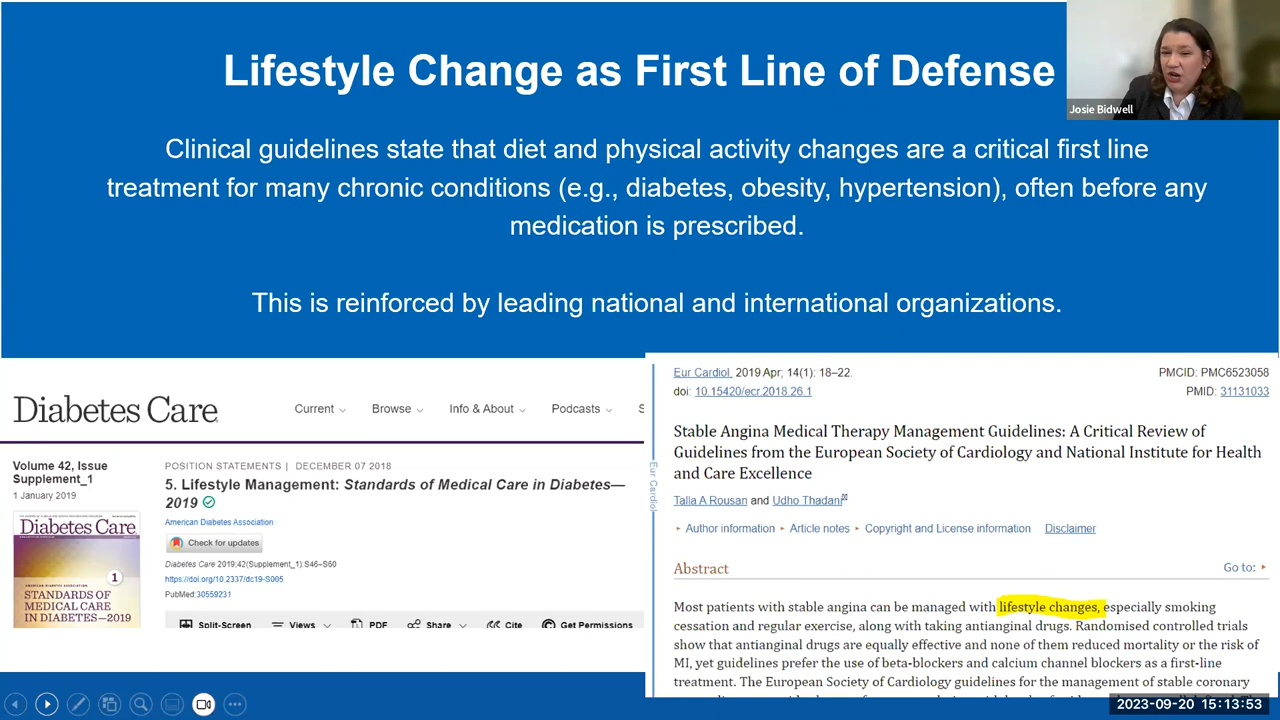 Lifestyle Change as First Line of Defense
Josie Bidwell
Clinical guidelines state that diet and physical activity changes are a critical first line
treatment for many chronic conditions (e.g., diabetes, obesity, hypertension), often before any
medication is prescribed.
This is reinforced by leading national and international organizations.
Diabetes Care
Current
Browse
Info & About
Podcasts
S
Volume 42, Issue
Supplement_1
1 January 2019
Diabetes Care
1
STANDARDS OF
MEDICAL CARE
IN DIABETES—2019
POSITION STATEMENTS | DECEMBER 07 2018
5. Lifestyle Management: Standards of Medical Care in Diabetes—
2019
American Diabetes Association
Check for updates
Diabetes Care 2019;42(Supplement_1):S46–S60
https://doi.org/10.2337/dc19-S005
PubMed:30559231
Split-Screen
Views
PDF
Share
Cite
Get Permissions
Eur Cardiol
Eur Cardiol. 2019 Apr; 14(1): 18–22.
PMCID: PMC6523058
doi: 10.15420/ecr.2018.26.1
PMID: 31131033
Stable Angina Medical Therapy Management Guidelines: A Critical Review of
Guidelines from the European Society of Cardiology and National Institute for Health
and Care Excellence
Talla A Rousan and Udho Thadani
Author information
Article notes
Copyright and License information
Disclaimer
Abstract
Go to:
Most patients with stable angina can be managed with lifestyle changes, especially smoking
cessation and regular exercise, along with taking antianginal drugs. Randomised controlled trials
show that antianginal drugs are equally effective and none of them reduced mortality or the risk of
MI, yet guidelines prefer the use of beta-blockers and calcium channel blockers as a first-line
treatment. The European Society of Cardiology guidelines for the management of stable coronary
2023-09-20 15:13:53